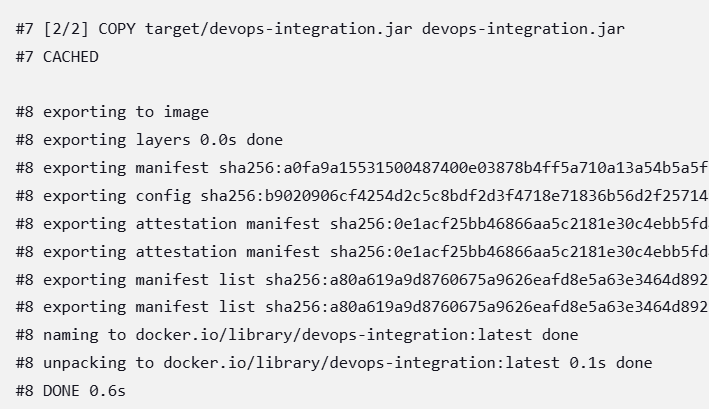 #7 [2/2] COPY target/devops-integration.jar devops-integration.jar
#7 CACHED
#8 exporting to image
#8 exporting layers 0.0s done
#8 exporting manifest sha256:a0fa9a15531500487400e03878b4ff5a710a13a54b5a5f
#8 exporting config sha256:b9020906cf4254d2c5c8bdf2d3f4718e71836b56d2f25714
#8 exporting attestation manifest sha256:0e1acf25bb46866aa5c2181e30c4ebb5fd
#8 exporting attestation manifest sha256:0e1acf25bb46866aa5c2181e30c4ebb5fd
#8 exporting manifest list sha256:a80a619a9d8760675a9626eafd8e5a63e3464d892
#8 exporting manifest list sha256:a80a619a9d8760675a9626eafd8e5a63e3464d892
#8 naming to docker.io/library/devops-integration:latest done
#8 unpacking to docker.io/library/devops-integration:latest 0.1s done
#8 DONE 0.6s